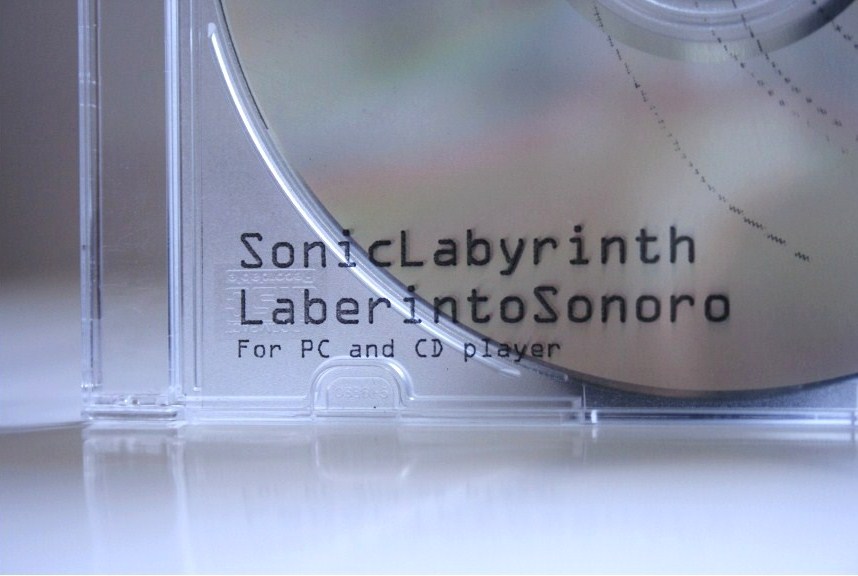 SonicLabyrinth
LaberintoSonoro
For PC and CD player